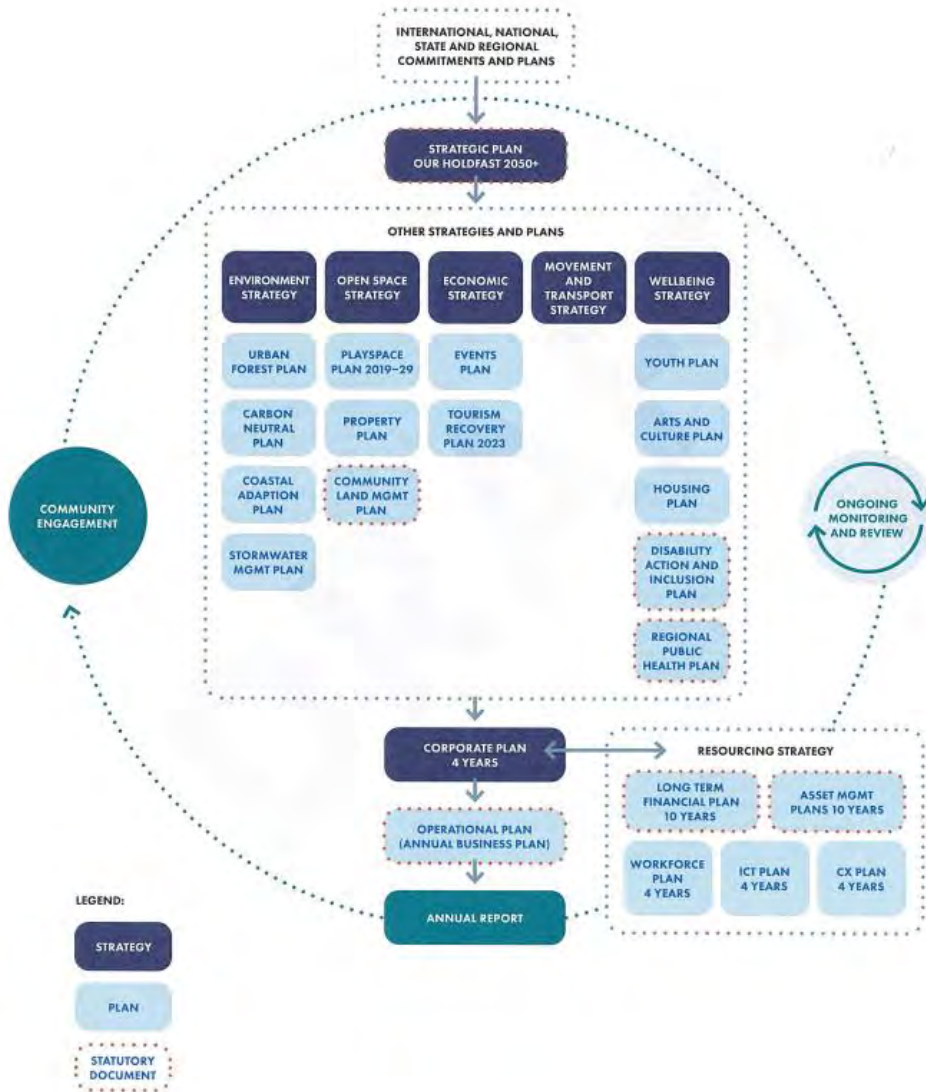 INTERNATIONAL, NATIONAL,
STATE AND REGIONAL
COMMITMENTS AND PLANS
STRATEGIC PLAN
OUR HOLDFAST 2050+
OTHER STRATEGIES AND PLANS
ENVIRONMENT
STRATEGY
OPEN SPACE
STRATEGY
ECONOMIC
STRATEGY
MOVEMENT
AND
TRANSPORT
STRATEGY
WELLBEING
STRATEGY
URBAN
FOREST PLAN
PLAYSPACE
PLAN 2019–29
EVENTS
PLAN
YOUTH PLAN
CARBON
NEUTRAL
PLAN
PROPERTY
PLAN
TOURISM
RECOVERY
PLAN 2023
ARTS AND
CULTURE PLAN
COASTAL
ADAPTION
PLAN
COMMUNITY
LAND MGMT
PLAN
HOUSING
PLAN
STORMWATER
MGMT PLAN
DISABILITY
ACTION AND
INCLUSION
PLAN
REGIONAL
PUBLIC
HEALTH PLAN
COMMUNITY
ENGAGEMENT
ONGOING
MONITORING
AND REVIEW
CORPORATE PLAN
4 YEARS
RESOURCING STRATEGY
LONG TERM
FINANCIAL PLAN
10 YEARS
ASSET MGMT
PLANS 10 YEARS
OPERATIONAL PLAN
(ANNUAL BUSINESS PLAN)
WORKFORCE
PLAN
4 YEARS
ICT PLAN
4 YEARS
CX PLAN
4 YEARS
ANNUAL REPORT
LEGEND:
STRATEGY
PLAN
STATUTORY
DOCUMENT